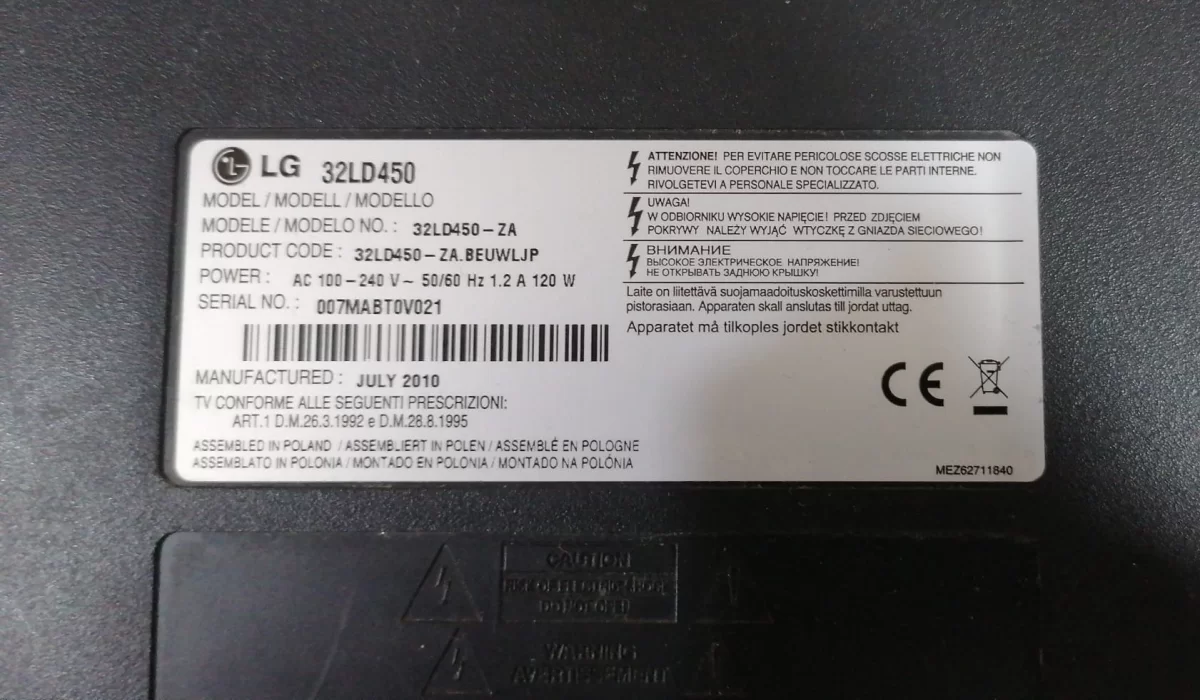 LG 32LD450
MODEL / MODELL / MODELLO
MODELE / MODELO NO. : 32LD450-ZA
PRODUCT CODE : 32LD450-ZA.BEUWLJP
POWER : AC 100-240 V~ 50/60 Hz 1.2 A 120 W
SERIAL NO. : 007MABT0V021
MANUFACTURED : JULY 2010
TV CONFORME ALLE SEGUENTI PRESCRIZIONI:
ART.1 D.M.26.3.1992 e D.M.28.8.1995
ASSEMBLED IN POLAND / ASSEMBLIERT IN POLEN / ASSEMBLÉ EN POLOGNE
ASSEMBLATO IN POLONIA / MONTADO EN POLONIA / MONTADO NA POLÔNIA
ATTENZIONE! PER EVITARE PERICOLOSE SCOSSE ELETTRICHE NON
RIMUOVERE IL COPERCHIO E NON TOCCARE LE PARTI INTERNE.
RIVOLGETEVI A PERSONALE SPECIALIZZATO.
UWAGA!
W ODBIORNIKU WYSOKIE NAPIĘCIE! PRZED ZDJĘCIEM
POKRYWY NALEŻY WYJĄĆ WTYCZKĘ Z GNIAZDA SIECIOWEGO!
ВНИМАНИЕ
ВЫСОКОЕ ЭЛЕКТРИЧЕСКОЕ НАПРЯЖЕНИЕ!
НЕ ОТКРЫВАТЬ ЗАДНЮЮ КРЫШКУ!
Laite on liitettävä suojamaadoituskoskettimilla varustettuun
pistorasiaan. Apparaten skall anslutas till jordat uttag.
Apparatet må tilkoples jordet stikkontakt
CE
MEZ62711840
CAUTION
RISK OF ELECTRIC SHOCK
DO NOT OPEN
WARNING
AVERTISSEMENT